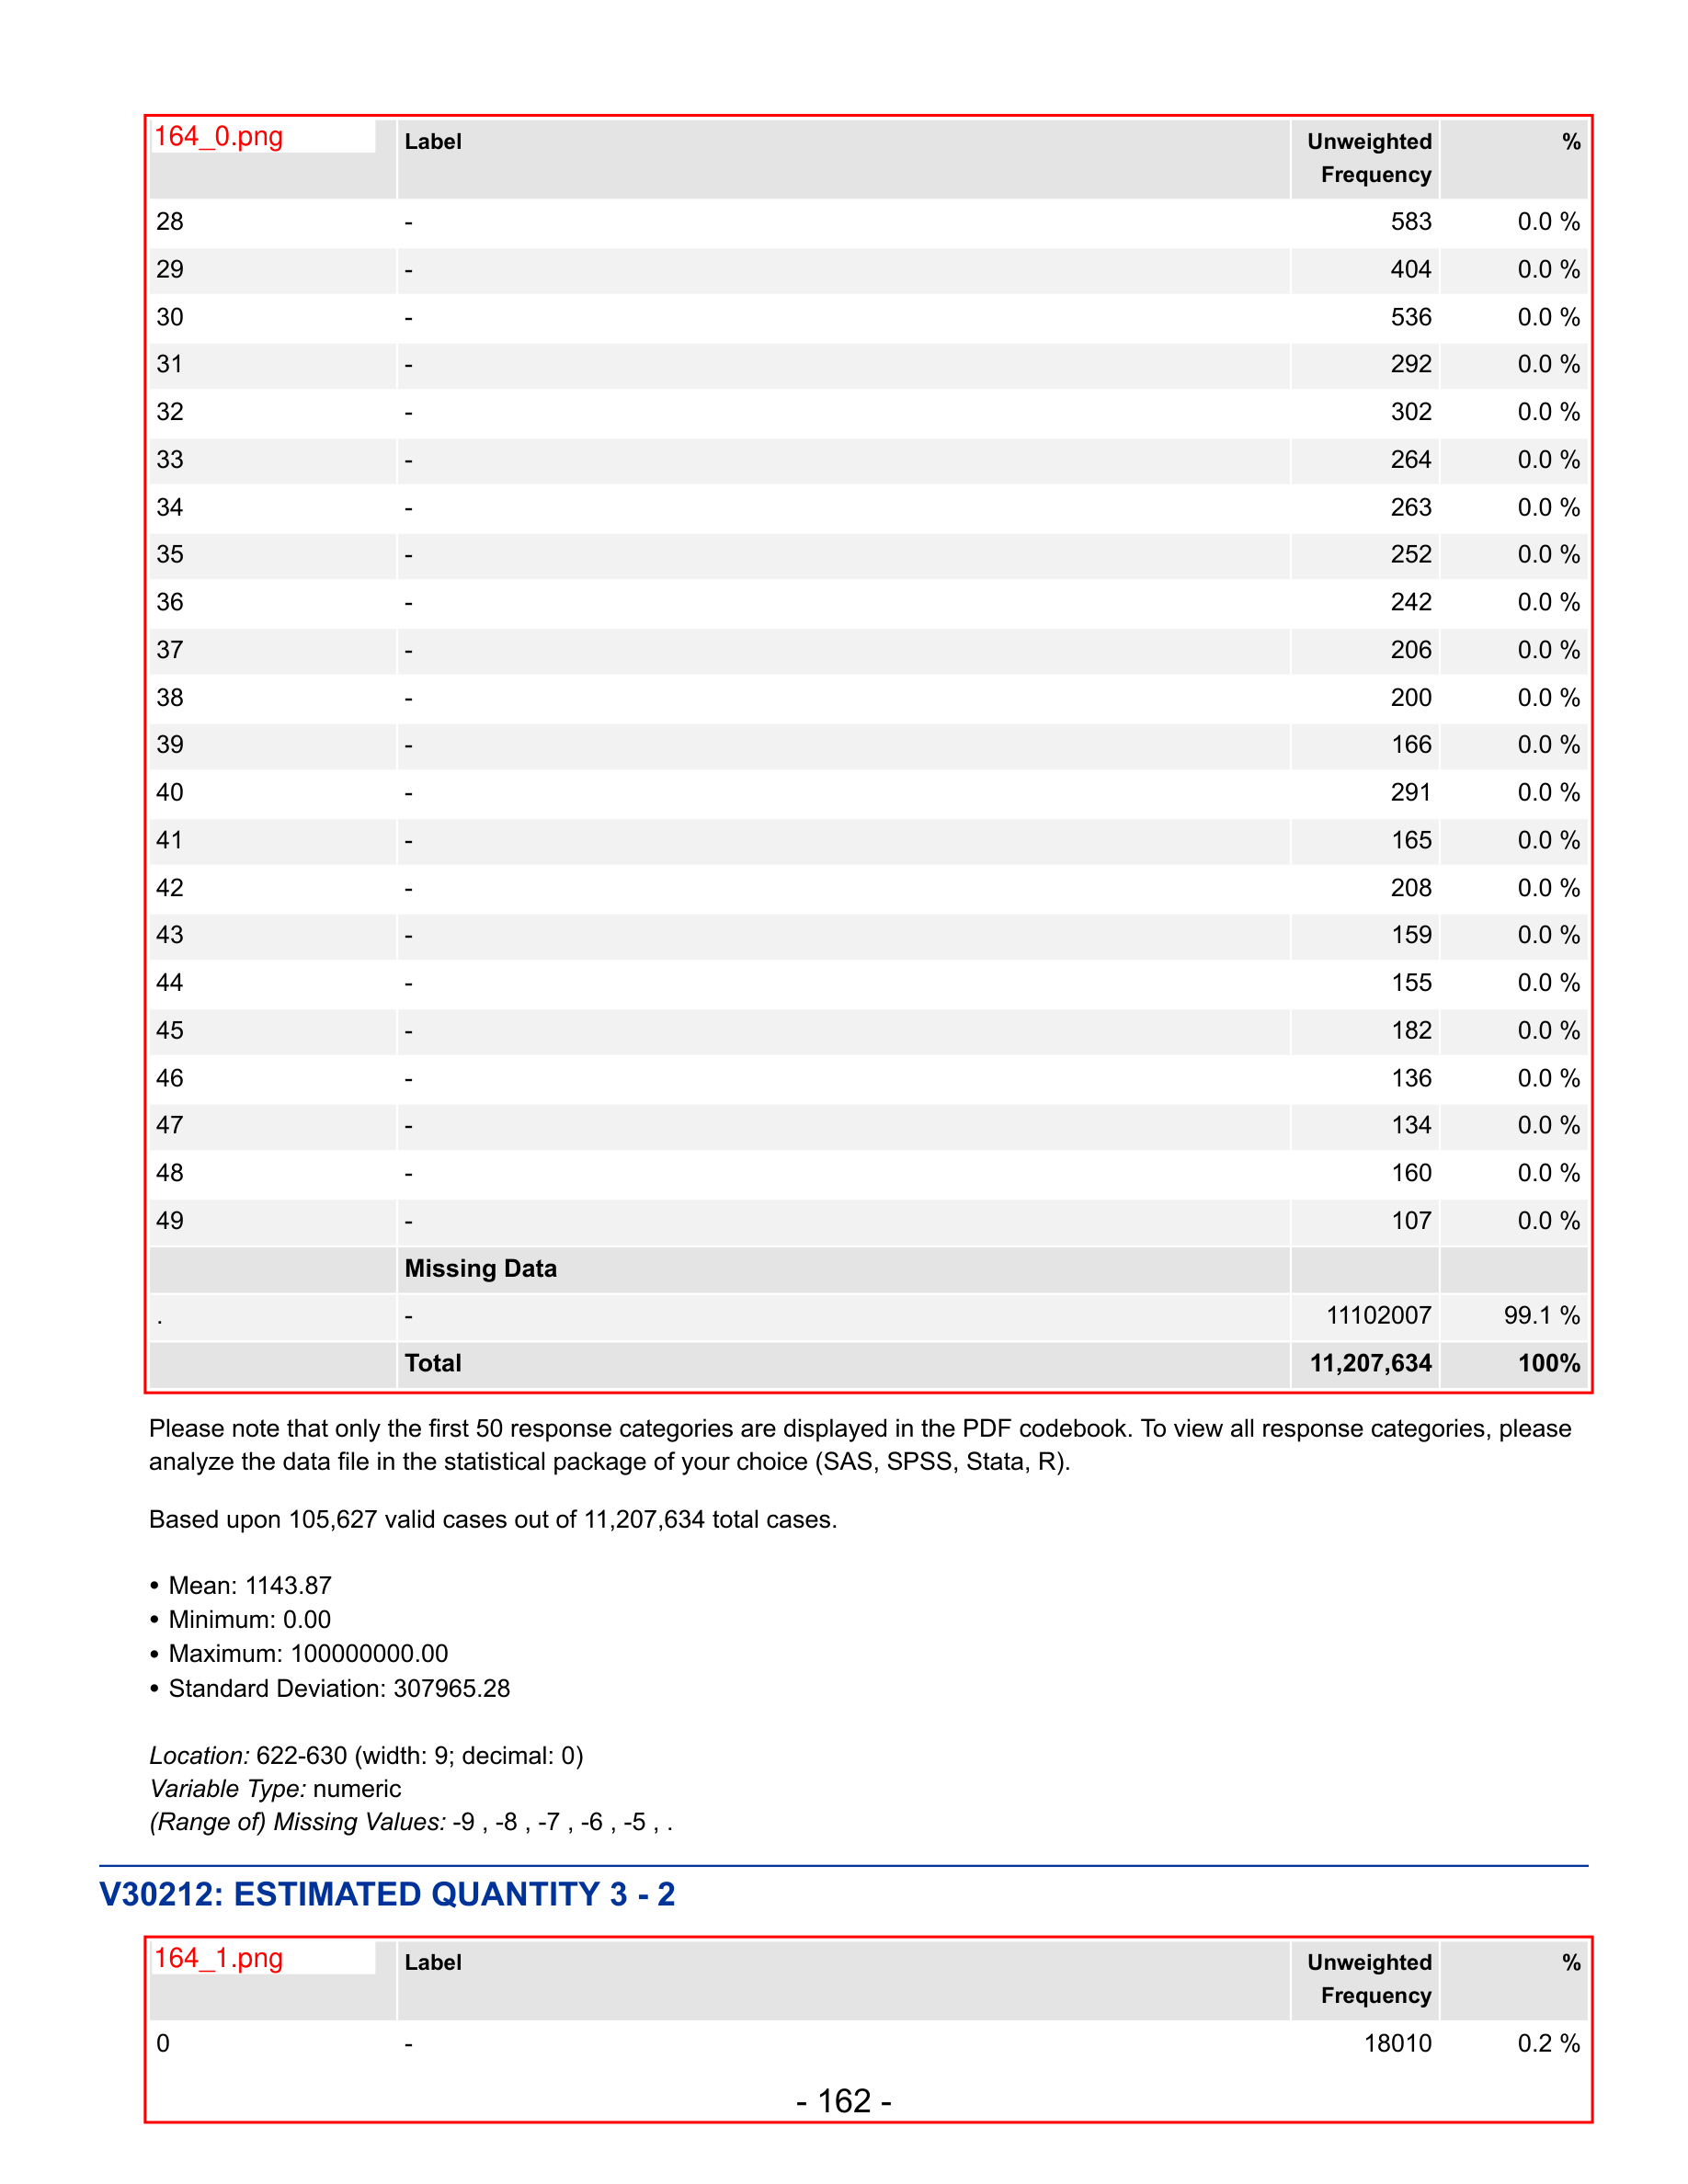 164_0.png Label Unweighted Frequency %
28 - 583 0.0 %
29 - 404 0.0 %
30 - 536 0.0 %
31 - 292 0.0 %
32 - 302 0.0 %
33 - 264 0.0 %
34 - 263 0.0 %
35 - 252 0.0 %
36 - 242 0.0 %
37 - 206 0.0 %
38 - 200 0.0 %
39 - 166 0.0 %
40 - 291 0.0 %
41 - 165 0.0 %
42 - 208 0.0 %
43 - 159 0.0 %
44 - 155 0.0 %
45 - 182 0.0 %
46 - 136 0.0 %
47 - 134 0.0 %
48 - 160 0.0 %
49 - 107 0.0 %
Missing Data
. - 11102007 99.1 %
Total 11,207,634 100%
Please note that only the first 50 response categories are displayed in the PDF codebook. To view all response categories, please
analyze the data file in the statistical package of your choice (SAS, SPSS, Stata, R).
Based upon 105,627 valid cases out of 11,207,634 total cases.
• Mean: 1143.87
• Minimum: 0.00
• Maximum: 100000000.00
• Standard Deviation: 307965.28
Location: 622-630 (width: 9; decimal: 0)
Variable Type: numeric
(Range of) Missing Values: -9 , -8 , -7 , -6 , -5 , .
V30212: ESTIMATED QUANTITY 3 - 2
164_1.png Label Unweighted Frequency %
0 - 18010 0.2 %
- 162 -